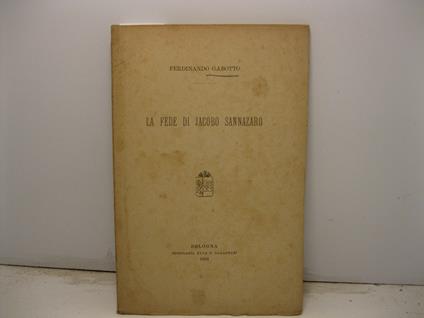 FERDINANDO GABOTTO
LA FEDE DI JACOBO SANNAZARO
BOLOGNA